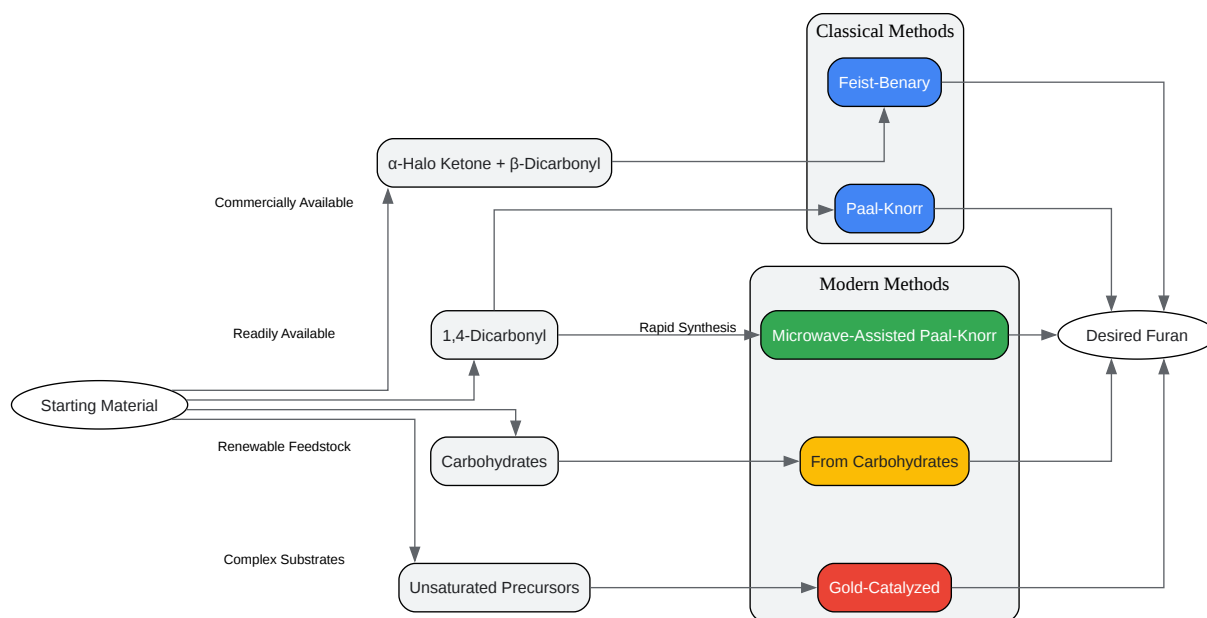 Classical Methods
Feist-Benary
α-Halo Ketone + β-Dicarbonyl
Commercially Available
Paal-Knorr
Modern Methods
Readily Available
1,4-Dicarbonyl
Rapid Synthesis
Microwave-Assisted Paal-Knorr
Desired Furan
Starting Material
Renewable Feedstock
Carbohydrates
From Carbohydrates
Complex Substrates
Unsaturated Precursors
Gold-Catalyzed